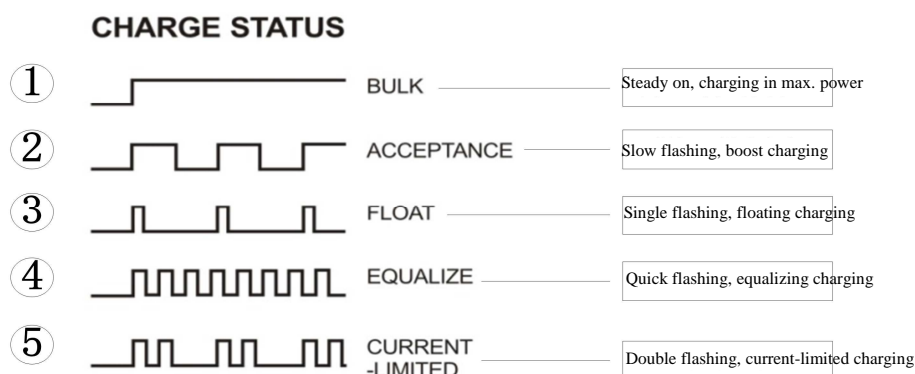 CHARGE STATUS
① BULK Steady on, charging in max. power
② ACCEPTANCE Slow flashing, boost charging
③ FLOAT Single flashing, floating charging
④ EQUALIZE Quick flashing, equalizing charging
⑤ CURRENT
-LIMITED Double flashing, current-limited charging